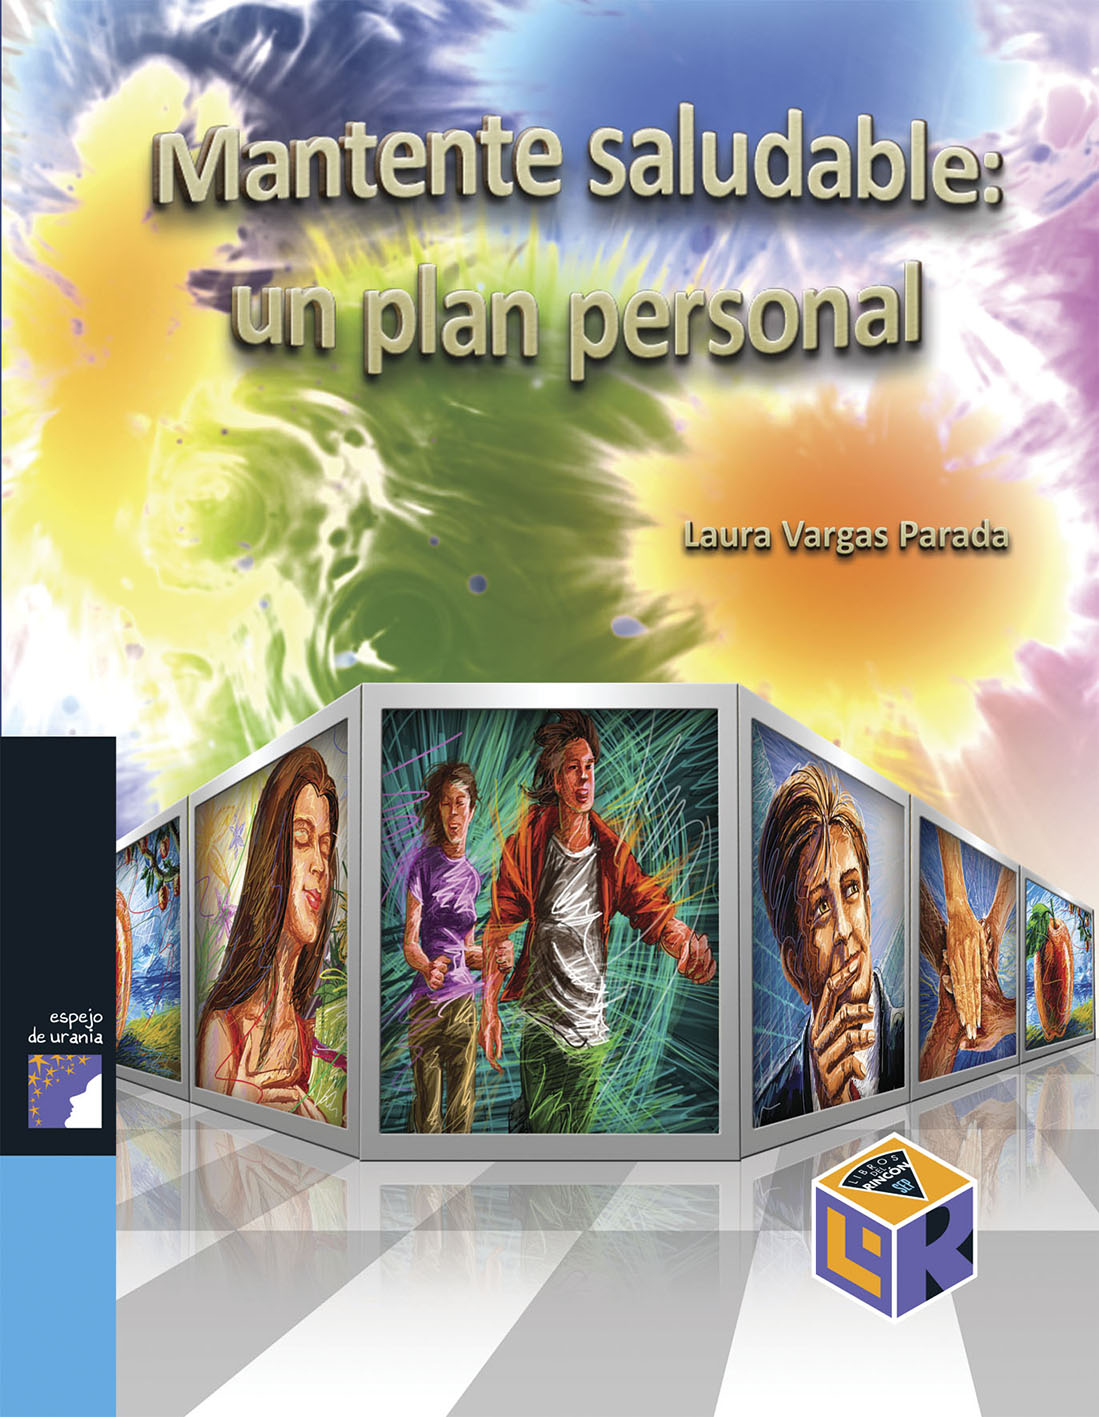 Mantente saludable:
un plan personal
Laura Vargas Parada
espejo
de urania
LIBROS
DEL
RINCÓN
SEP
L R